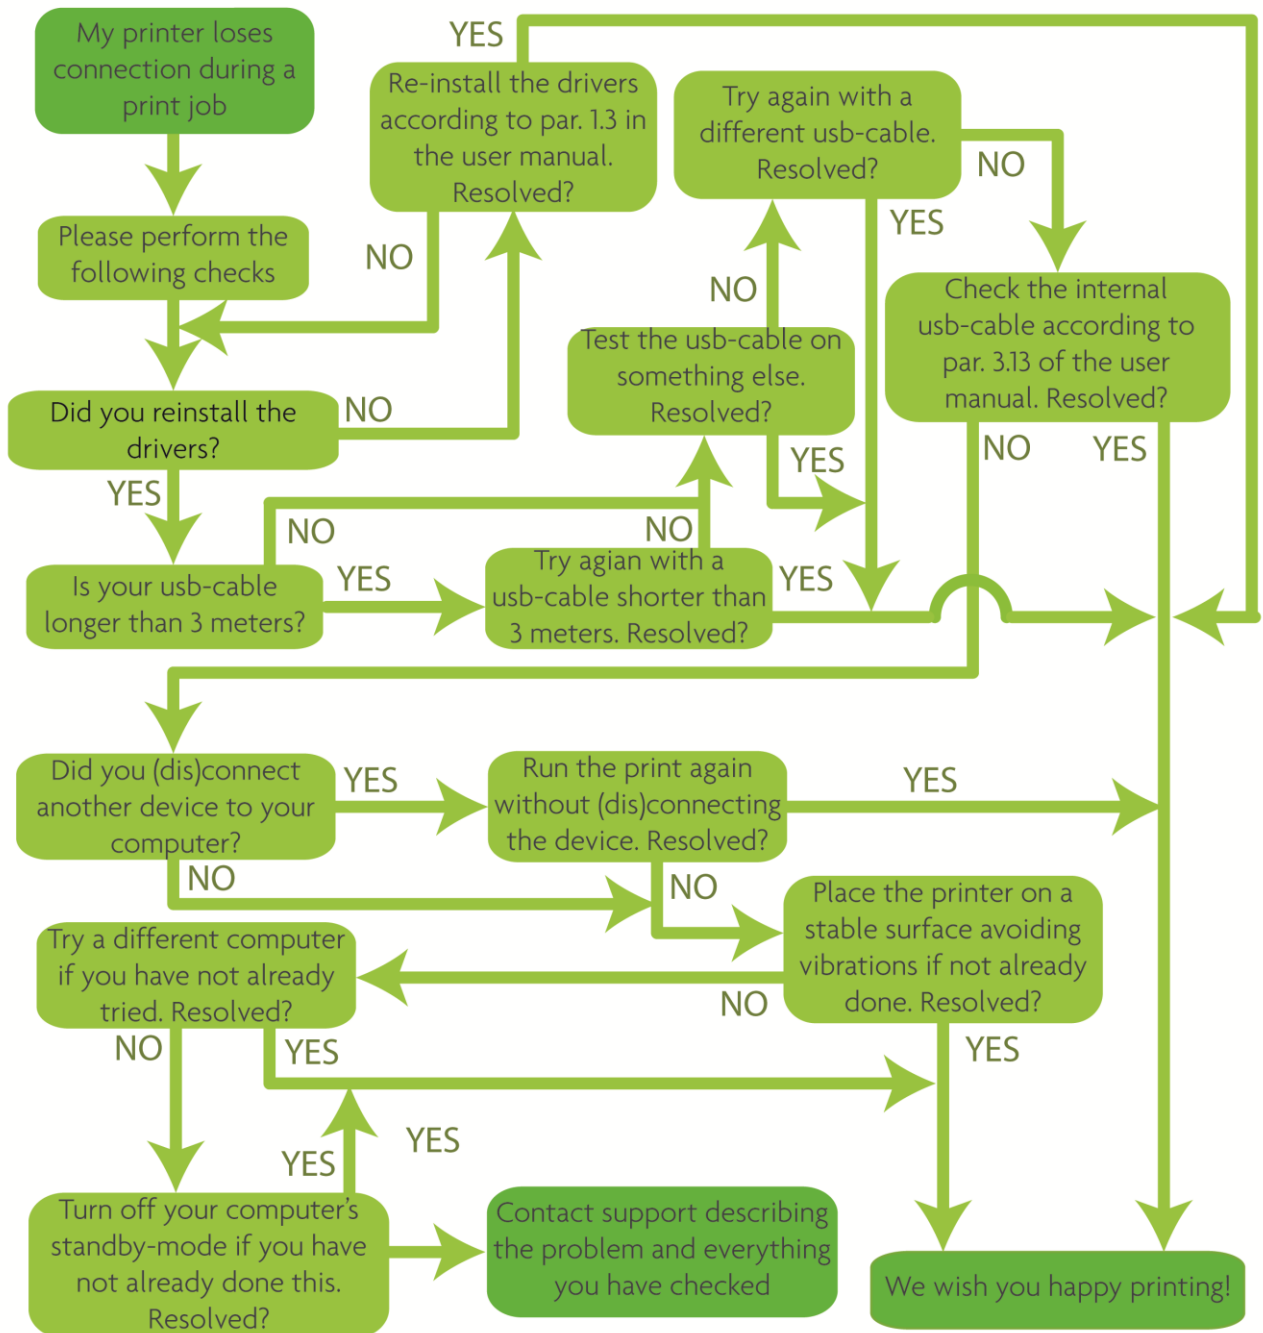 My printer loses
connection during a
print job
YES
Re-install the drivers
according to par. 1.3 in
the user manual.
Resolved?
Try again with a
different usb-cable.
Resolved?
NO
YES
Please perform the
following checks
NO
NO
Check the internal
usb-cable according to
par. 3.13 of the user
manual. Resolved?
Test the usb-cable on
something else.
Resolved?
Did you reinstall the
drivers?
NO
YES
NO
YES
YES
NO
NO
Is your usb-cable
longer than 3 meters?
YES
Try agian with a
usb-cable shorter than
3 meters. Resolved?
YES
Did you (dis)connect
another device to your
computer?
YES
Run the print again
without (dis)connecting
the device. Resolved?
YES
NO
NO
Place the printer on a
stable surface avoiding
vibrations if not already
done. Resolved?
Try a different computer
if you have not already
tried. Resolved?
NO
NO
YES
YES
YES
YES
Turn off your computer's
standby-mode if you have
not already done this.
Resolved?
Contact support describing
the problem and everything
you have checked
We wish you happy printing!